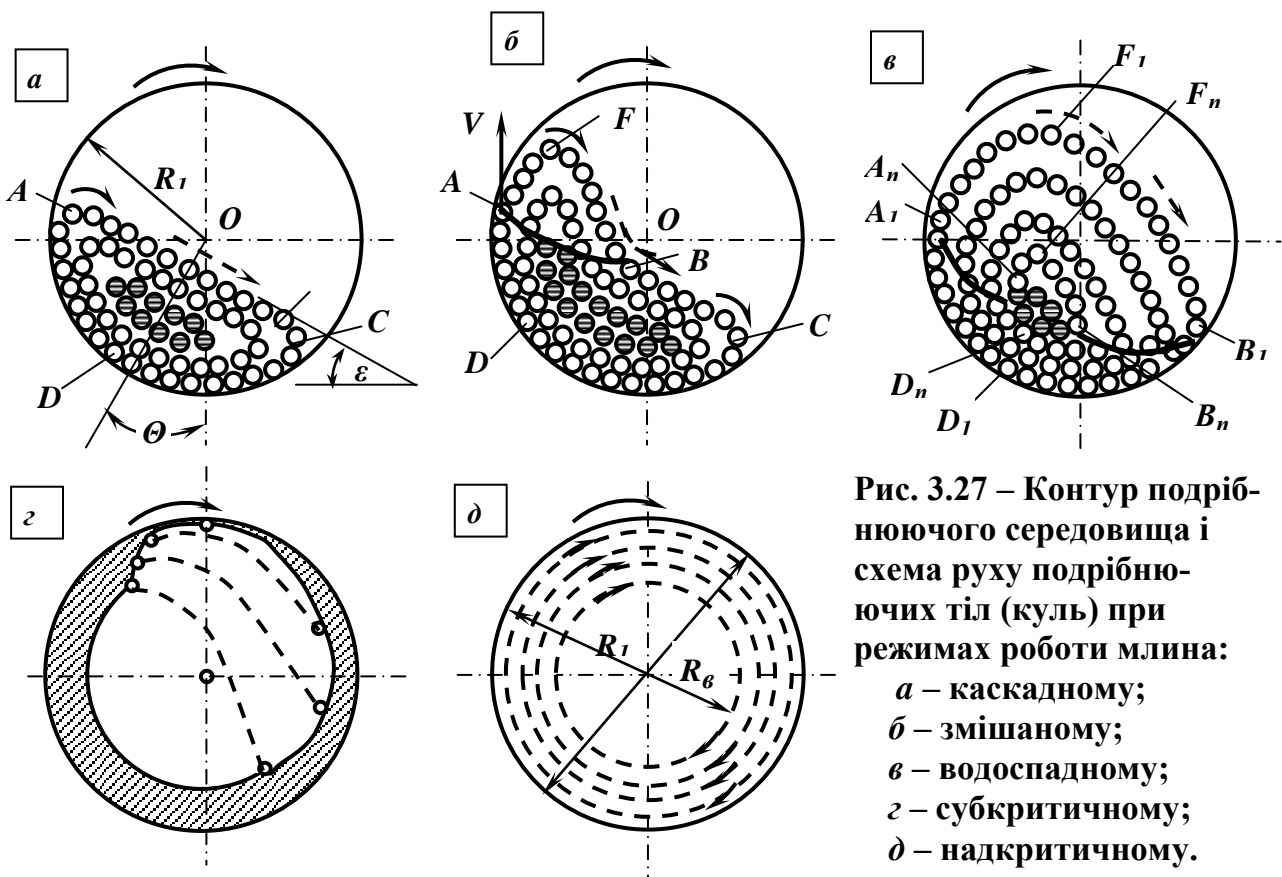 а
R₁
A
O
C
D
Θ
ε
б
V
F
A
O
B
D
C
в
F₁
Fₙ
Aₙ
A₁
B₁
Dₙ
D₁
Bₙ
г
д
R₁
Rв
Рис. 3.27 – Контур подріб-
нюючого середовища і
схема руху подрібню-
ючих тіл (куль) при
режимах роботи млина:
а – каскадному;
б – змішаному;
в – водоспадному;
г – субкритичному;
д – надкритичному.